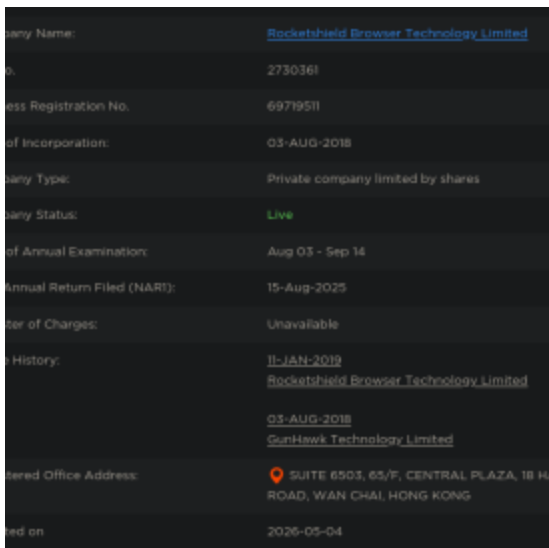 pany Name: Rocketshield Browser Technology Limited
o. 2730361
ess Registration No. 69719511
of Incorporation: 03-AUG-2018
pany Type: Private company limited by shares
pany Status: Live
of Annual Examination: Aug 03 - Sep 14
Annual Return Filed (NAR1): 15-Aug-2025
ster of Charges: Unavailable
e History: 11-JAN-2019
Rocketshield Browser Technology Limited
03-AUG-2018
GunHawk Technology Limited
tered Office Address: SUITE 6503, 65/F, CENTRAL PLAZA, 18 H
ROAD, WAN CHAI, HONG KONG
ted on 2026-05-04